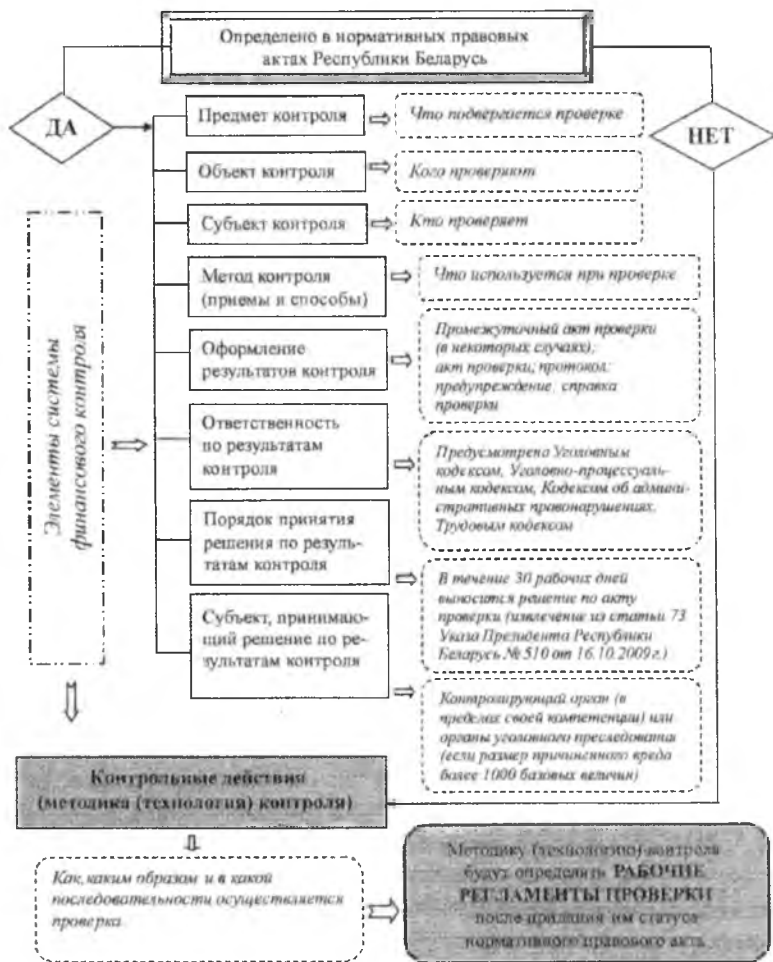 Определено в нормативных правовых
актах Республики Беларусь
ДА
НЕТ
Предмет контроля
Что подвергается проверке
Объект контроля
Кого проверяют
Субъект контроля
Кто проверяет
Метод контроля
(приемы и способы)
Что используется при проверке
Оформление
результатов контроля
Промежуточный акт проверки
(в некоторых случаях);
акт проверки; протокол;
предупреждение; справка
проверки
Ответственность
по результатам
контроля
Предусмотрена Уголовным
кодексом, Уголовно-процессуаль-
ным кодексом, Кодексом об админи-
стративных правонарушениях,
Трудовым кодексом
Порядок принятия
решения по резуль-
татам контроля
В течение 30 рабочих дней
выносится решение по акту
проверки (извлечение из статьи 73
Указа Президента Республики
Беларусь № 510 от 16.10.2009г.)
Субъект, принимаю-
щий решение по ре-
зультатам контроля
Контролирующий орган (в
пределах своей компетенции) или
органы уголовного преследования
(если размер причиненного вреда
более 1000 базовых величин)
Элементы системы
финансового контроля
Контрольные действия
(методика (технология) контроля)
Как, каким образом и в какой
последовательности осуществляется
проверка
Методику (технологию) контроля
будут определять РАБОЧИЕ
РЕГЛАМЕНТЫ ПРОВЕРКИ
после придания им статуса
нормативного правового акта